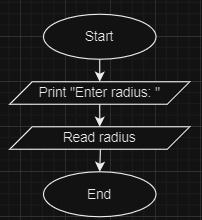 Start
Print "Enter radius: "
Read radius
End